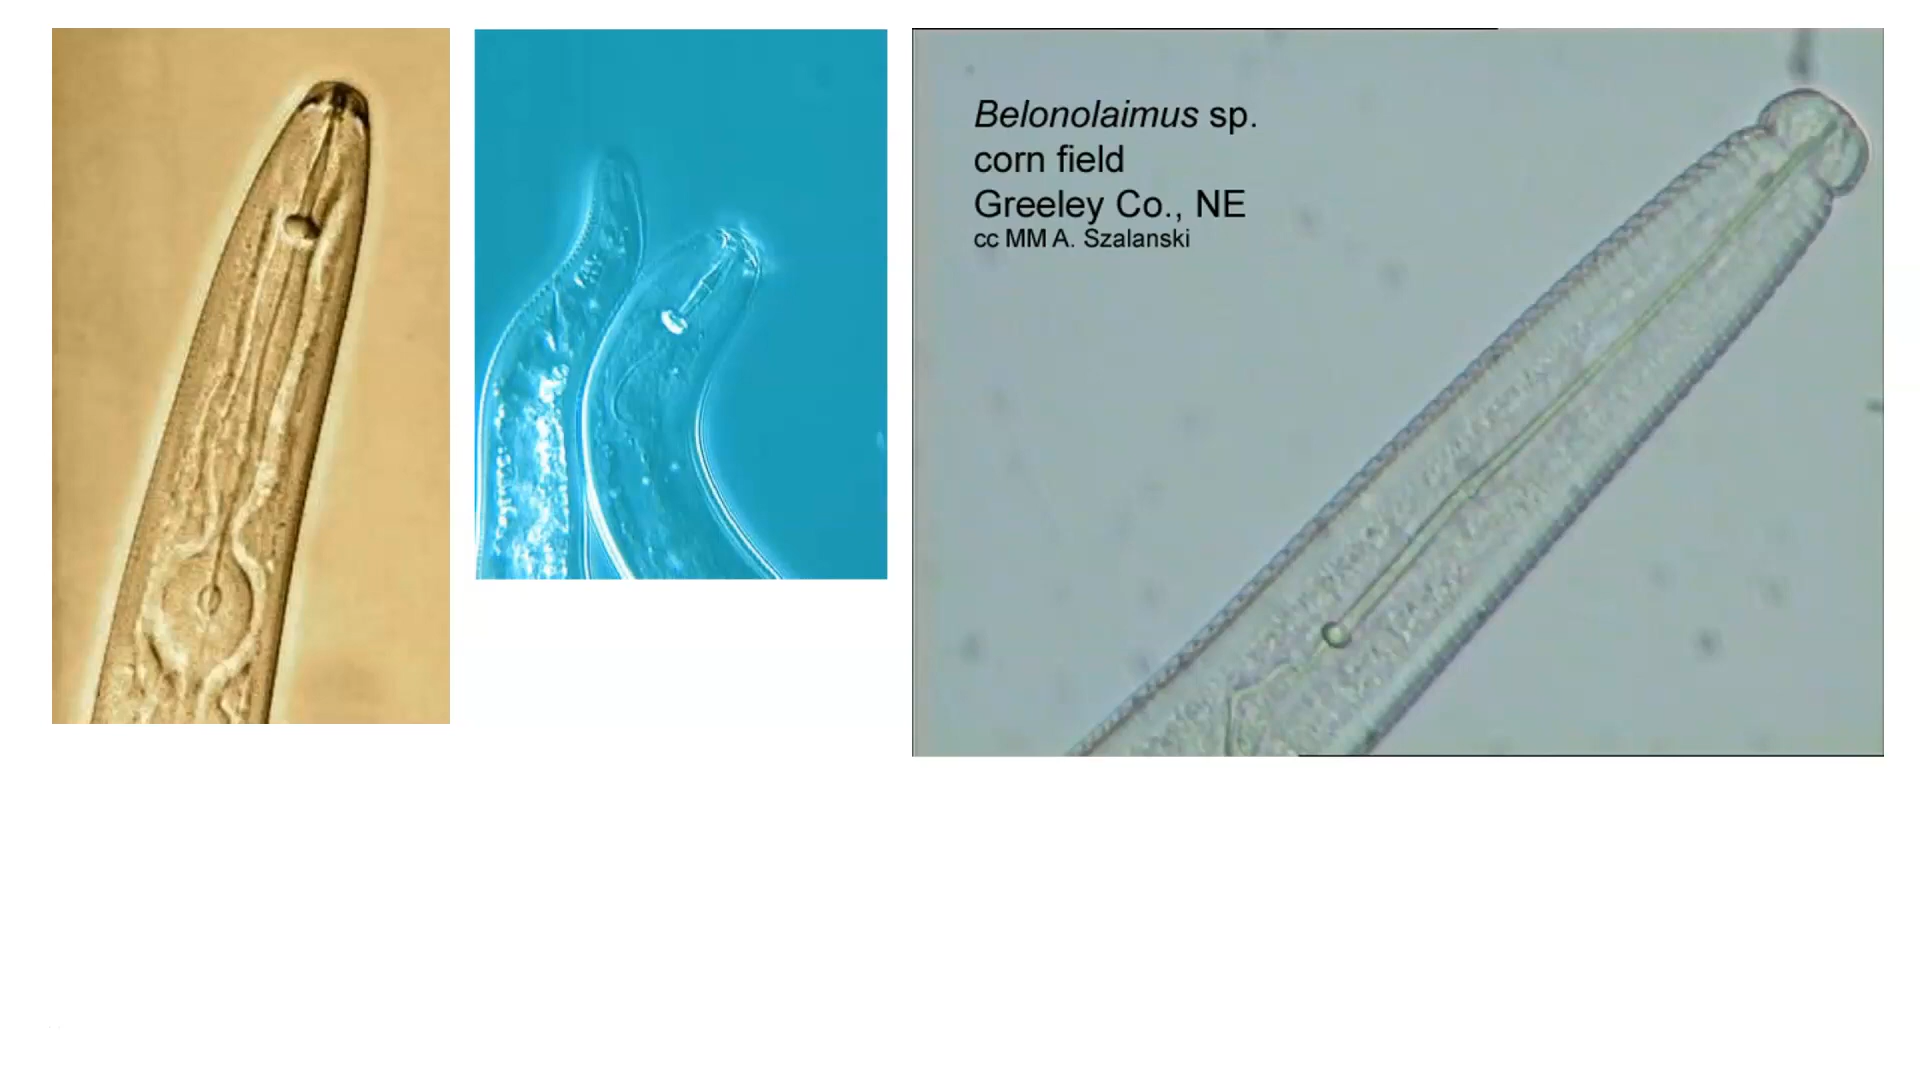 Belonolaimus sp.
corn field
Greeley Co., NE
cc MM A. Szalanski